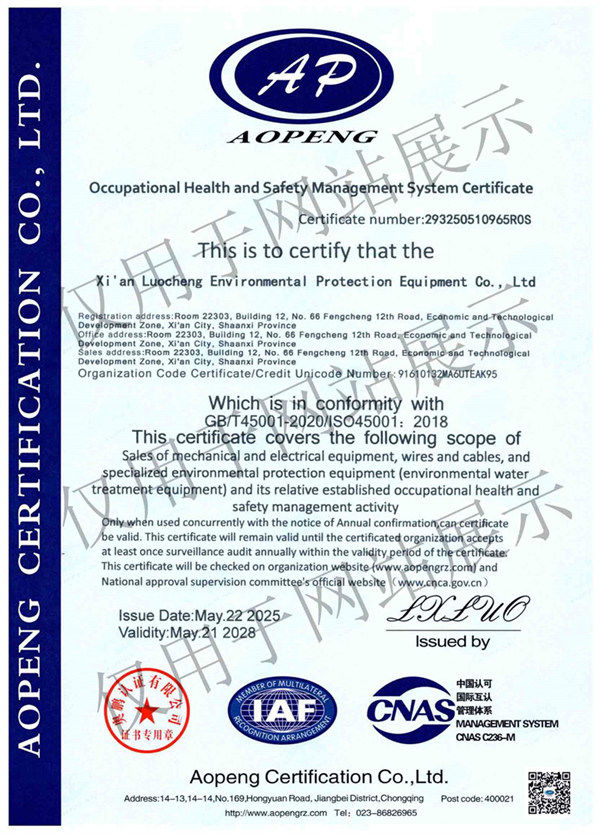 AOPENG CERTIFICATION CO., LTD.
AP
AOPENG
Occupational Health and Safety Management System Certificate
Certificate number:293250510965R0S
This is to certify that the
Xi'an Luocheng Environmental Protection Equipment Co., Ltd
Registration address:Room 22303, Building 12, No. 66 Fengcheng 12th Road, Economic and Technological
Development Zone, Xi'an City, Shaanxi Province
Office address:Room 22303, Building 12, No. 66 Fengcheng 12th Road, Economic and Technological
Development Zone, Xi'an City, Shaanxi Province
Sales address:Room 22303, Building 12, No. 66 Fengcheng 12th Road, Economic and Technological
Development Zone, Xi'an City, Shaanxi Province
Organization Code Certificate/Credit Unicode Number:91610132MA6UTEAK95
Which is in conformity with
GB/T45001-2020/ISO45001: 2018
This certificate covers the following scope of
Sales of mechanical and electrical equipment, wires and cables, and
specialized environmental protection equipment (environmental water
treatment equipment) and its relative established occupational health and
safety management activity
Only when used concurrently with the notice of Annual confirmation,can certificate
be valid. This certificate will remain valid until the certificated organization accepts
at least once surveillance audit annually within the validity period of the certificate.
This certificate will be checked on organization website (www.aopengrz.com) and
National approval supervision committee's official website (www.cnca.gov.cn)
Issue Date:May.22 2025
Validity:May.21 2028
LXLUO
Issued by
奥鹏认证有限公司
证书专用章
MEMBER OF MULTILATERAL
IAF
RECOGNITION ARRANGEMENT
CNAS
中国认可
国际互认
管理体系
MANAGEMENT SYSTEM
CNAS C236-M
Aopeng Certification Co.,Ltd.
Address:14-13,14-14,No.169,Hongyuan Road, Jiangbei District,Chongqing Post code: 400021
http://www.aopengrz.com Tel: 023-86826965
仅用于网站展示
仅用于网站展示
仅用于网站展示